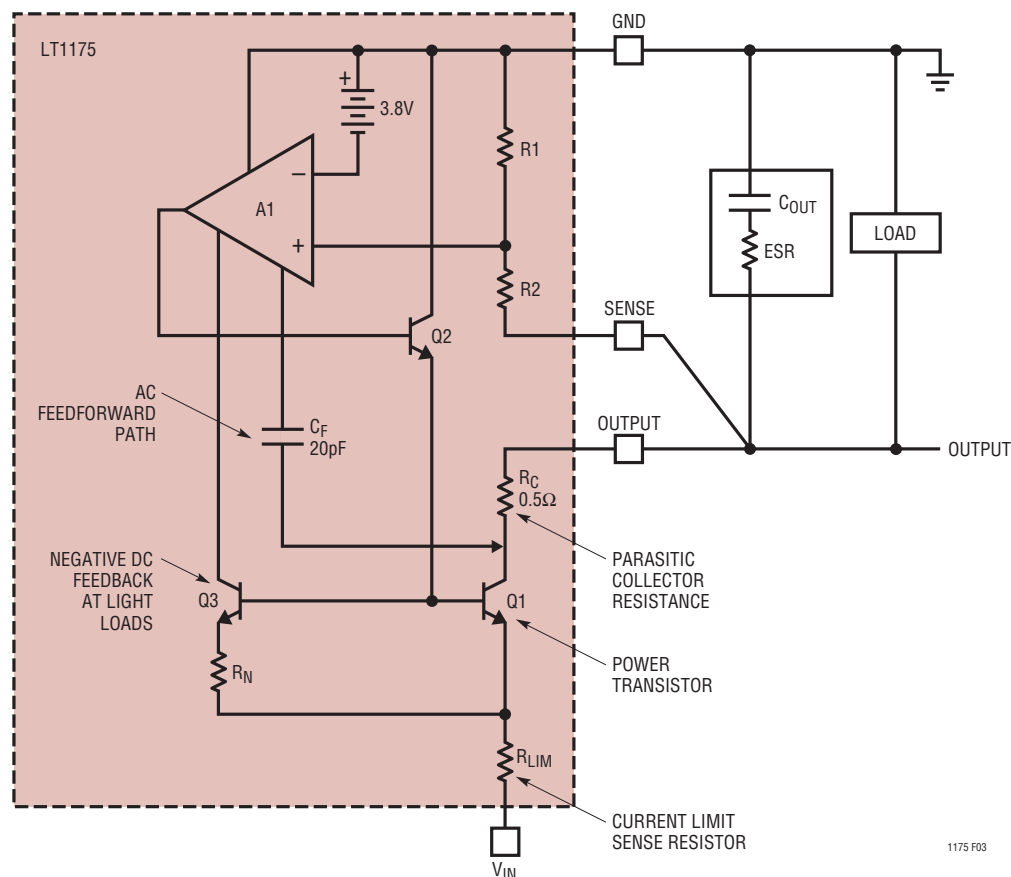 GND
LT1175
+
3.8V
R1
−
A1
COUT
+
LOAD
ESR
R2
SENSE
Q2
AC
FEEDFORWARD
PATH
CF
20pF
OUTPUT
OUTPUT
RC
0.5Ω
NEGATIVE DC
FEEDBACK
AT LIGHT
LOADS
PARASITIC
COLLECTOR
RESISTANCE
Q3
Q1
RN
POWER
TRANSISTOR
RLIM
CURRENT LIMIT
SENSE RESISTOR
VIN
1175 F03